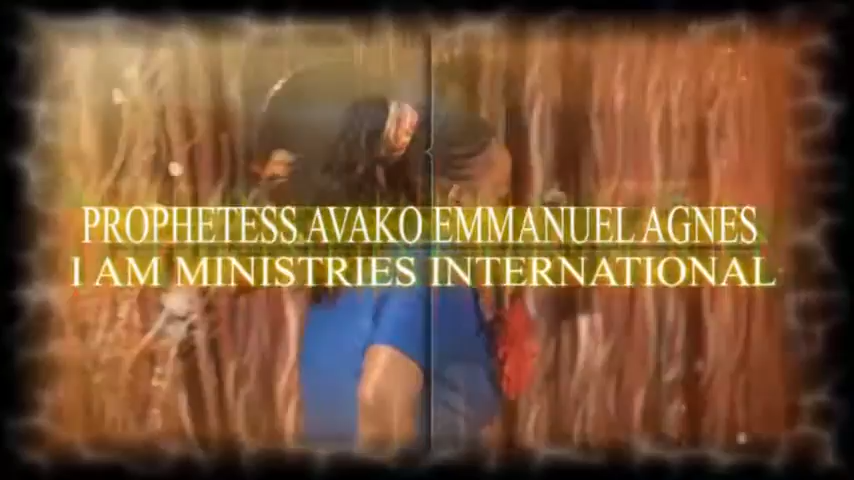 PROPHETESS AVAKO EMMANUEL AGNES
I AM MINISTRIES INTERNATIONAL